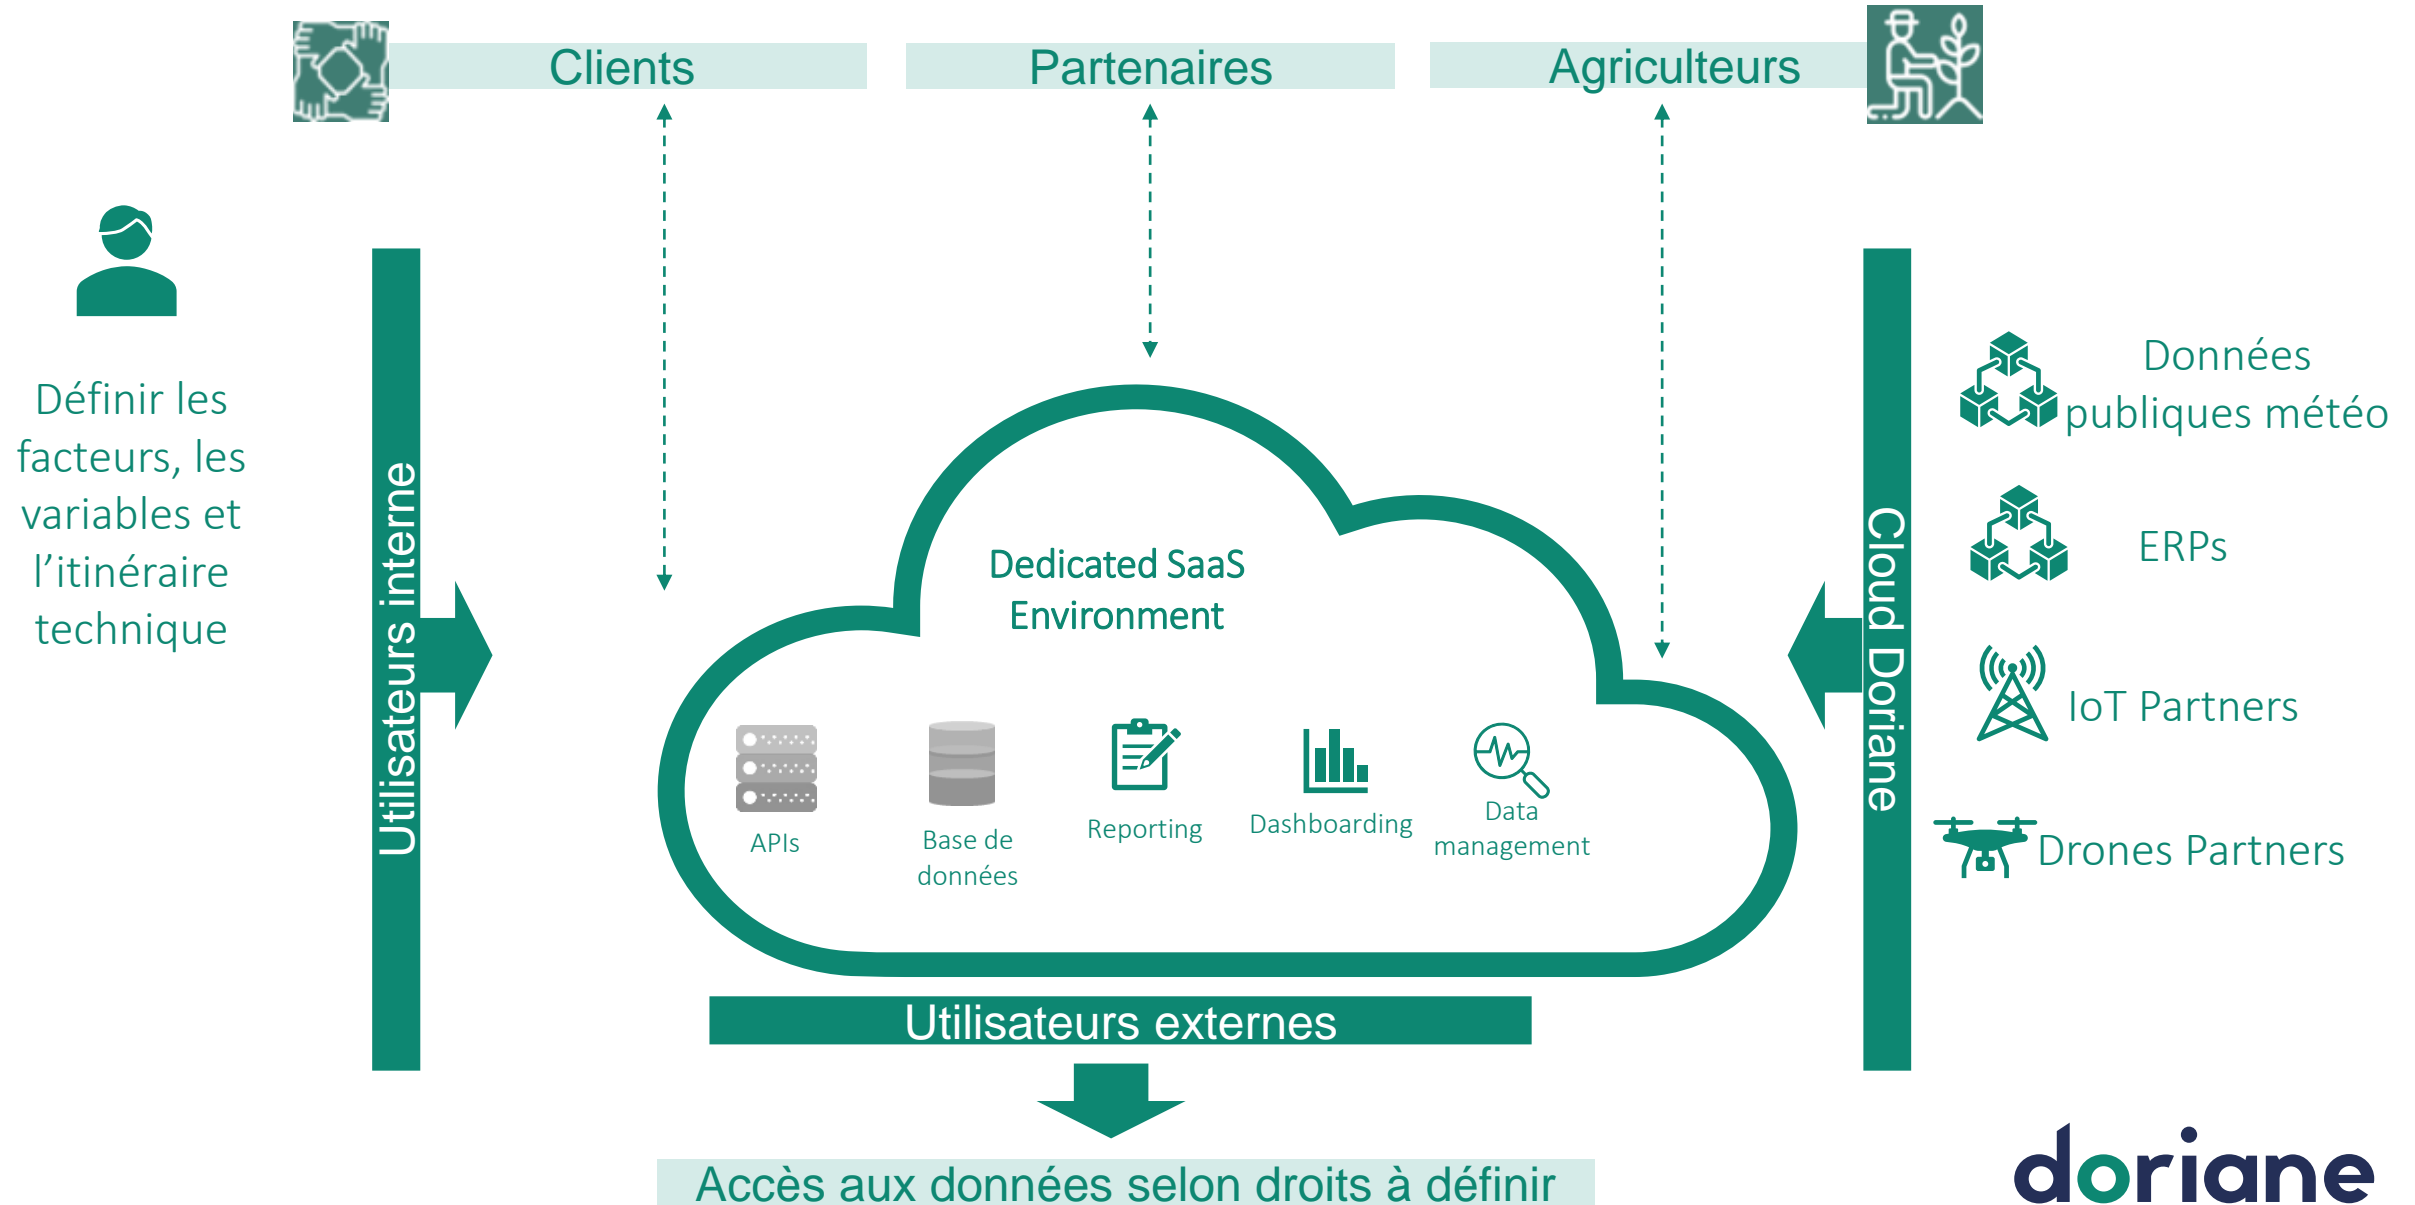 Clients
Partenaires
Agriculteurs
Définir les
facteurs, les
variables et
l'itinéraire
technique
Utilisateurs interne
Dedicated SaaS
Environment
APIs
Base de
données
Reporting
Dashboarding
Data
management
Cloud Doriane
Données
publiques météo
ERPs
IoT Partners
Drones Partners
Utilisateurs externes
Accès aux données selon droits à définir
doriane